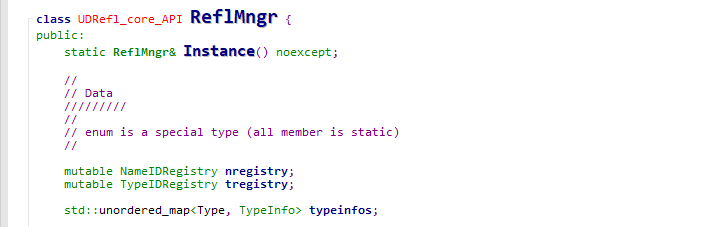 class UDRefl_core_API ReflMngr {
public:
static ReflMngr& Instance() noexcept;
//
// Data
/////////
//
// enum is a special type (all member is static)
//
mutable NameIDRegistry nregistry;
mutable TypeIDRegistry tregistry;
std::unordered_map<Type, TypeInfo> typeinfos;